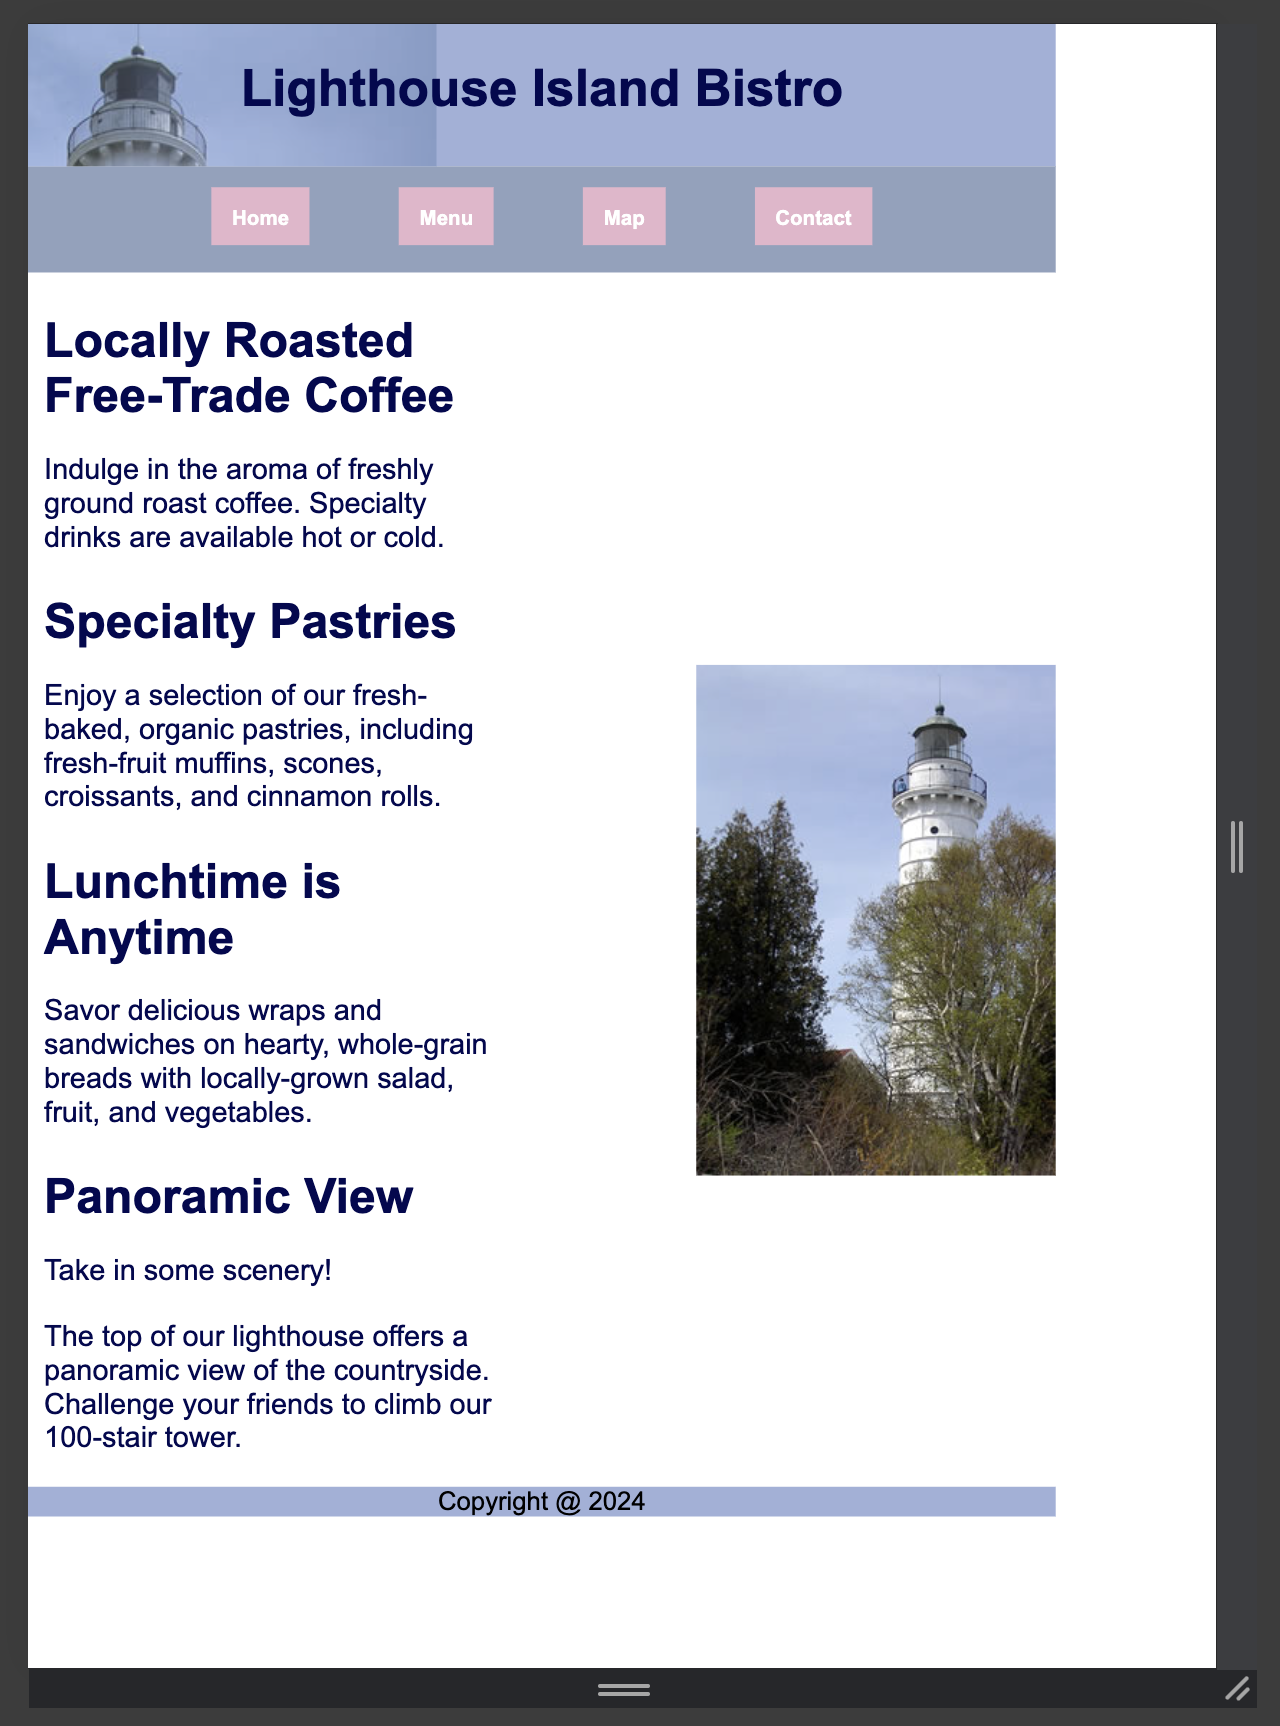 Lighthouse Island Bistro
Home Menu Map Contact
Locally Roasted
Free-Trade Coffee
Indulge in the aroma of freshly
ground roast coffee. Specialty
drinks are available hot or cold.
Specialty Pastries
Enjoy a selection of our fresh-
baked, organic pastries, including
fresh-fruit muffins, scones,
croissants, and cinnamon rolls.
Lunchtime is
Anytime
Savor delicious wraps and
sandwiches on hearty, whole-grain
breads with locally-grown salad,
fruit, and vegetables.
Panoramic View
Take in some scenery!
The top of our lighthouse offers a
panoramic view of the countryside.
Challenge your friends to climb our
100-stair tower.
Copyright @ 2024